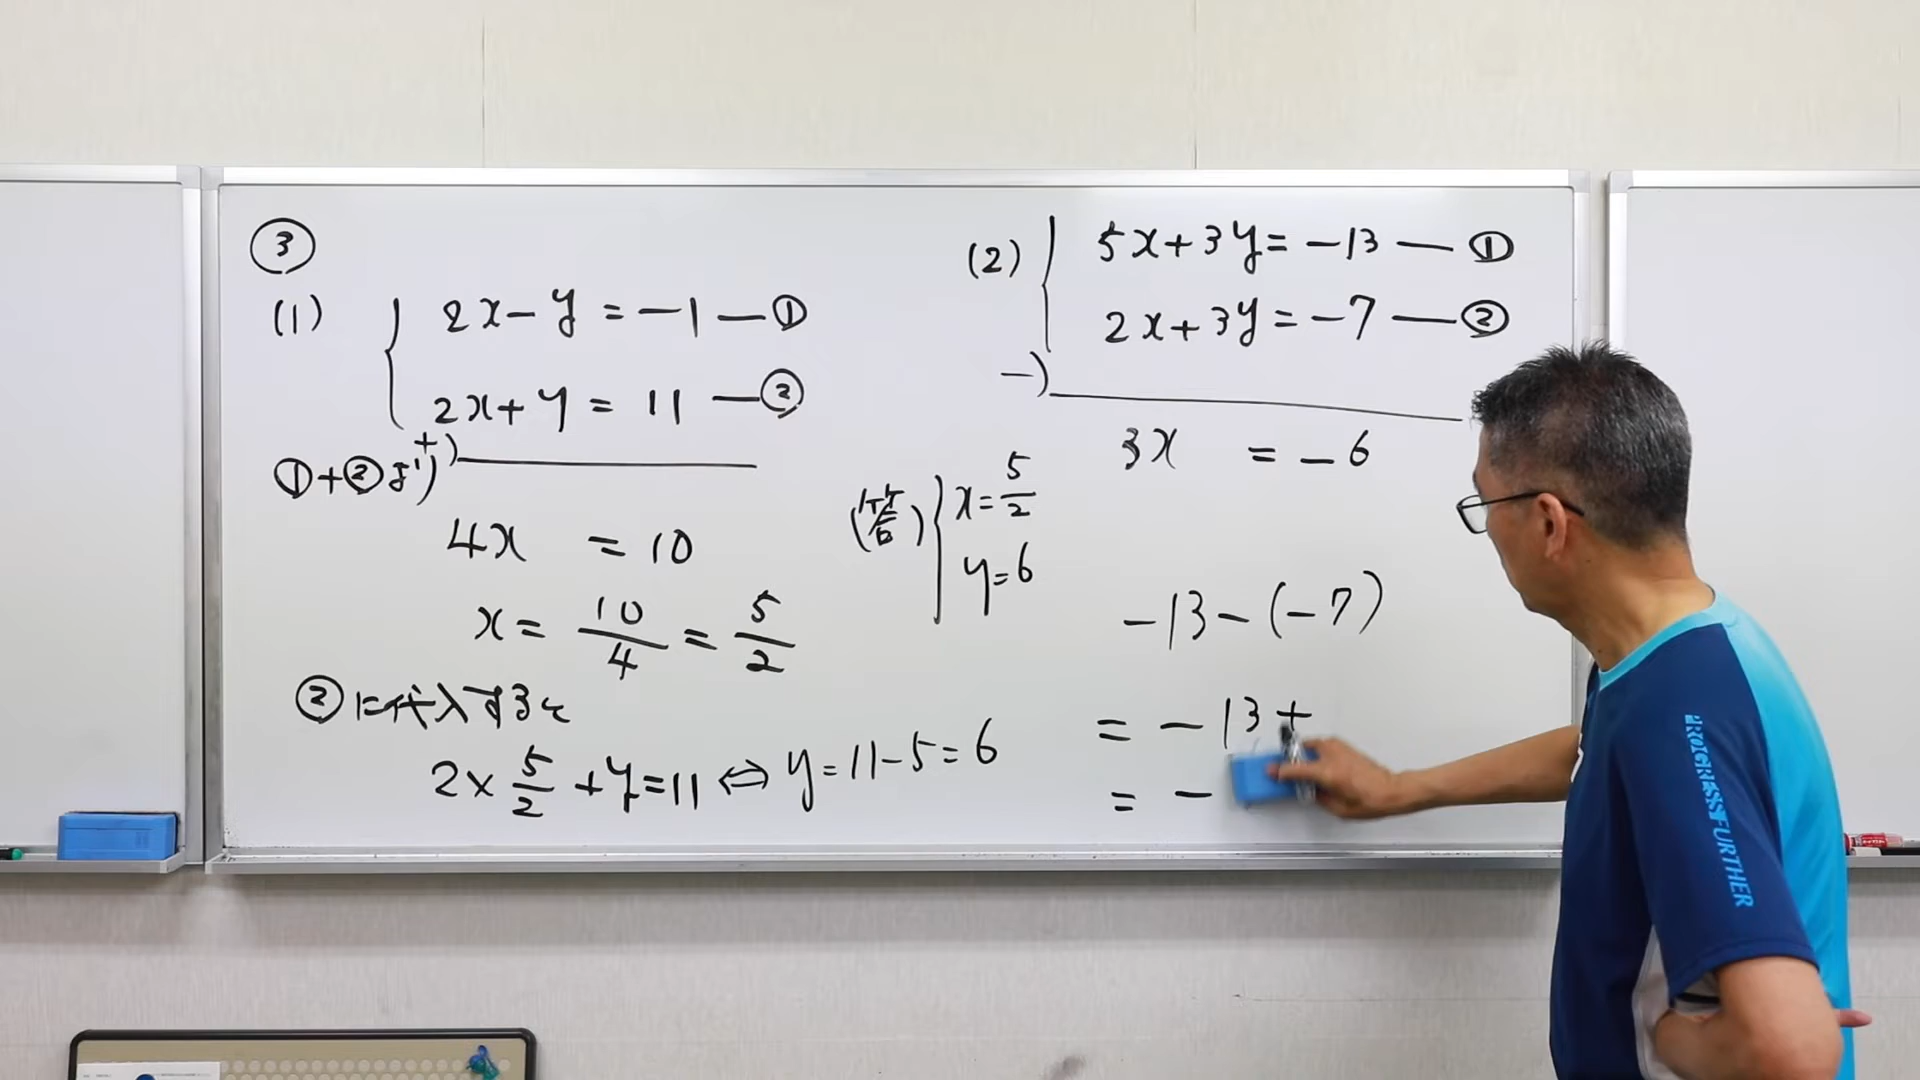 ③
(1) { 2x - y = -1 — ①
2x + y = 11 — ②
+)
①+②より
4x = 10
x = 10/4 = 5/2
②に代入すると
2 × 5/2 + y = 11 ⇔ y = 11 - 5 = 6
(答) { x = 5/2
y = 6
(2) { 5x + 3y = -13 — ①
2x + 3y = -7 — ②
-)
3x = -6
-13 - (-7)
= -13 +
= -
FURTHER